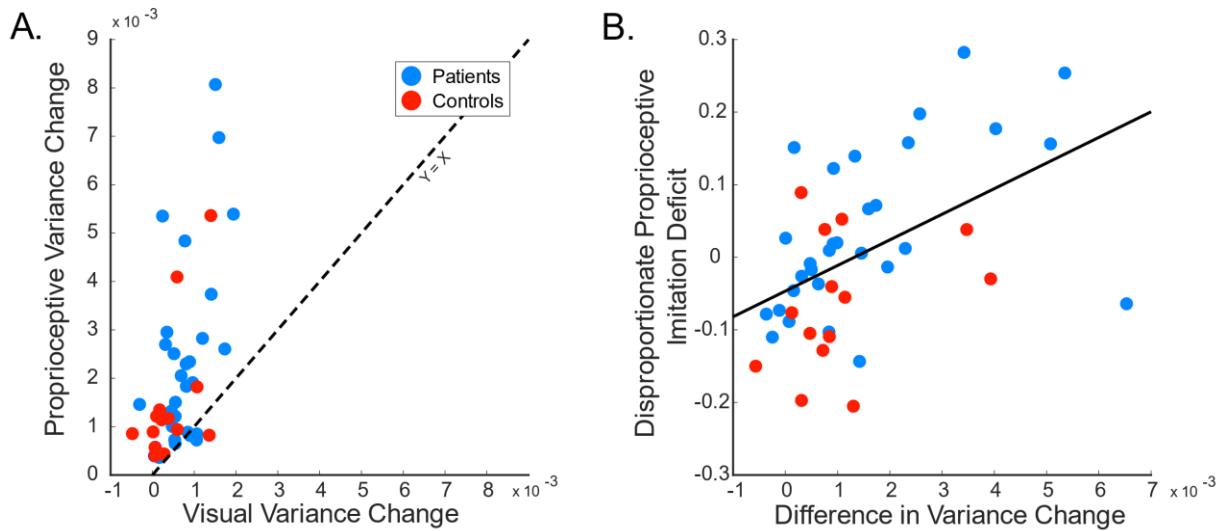 A.
x 10⁻³
Proprioceptive Variance Change
9
8
7
6
5
4
3
2
1
0
Patients
Controls
Y = X
-1 0 1 2 3 4 5 6 7 8
x 10⁻³
Visual Variance Change
B.
Disproportionate Proprioceptive
Imitation Deficit
0.3
0.2
0.1
0
-0.1
-0.2
-0.3
-1 0 1 2 3 4 5 6 7
x 10⁻³
Difference in Variance Change